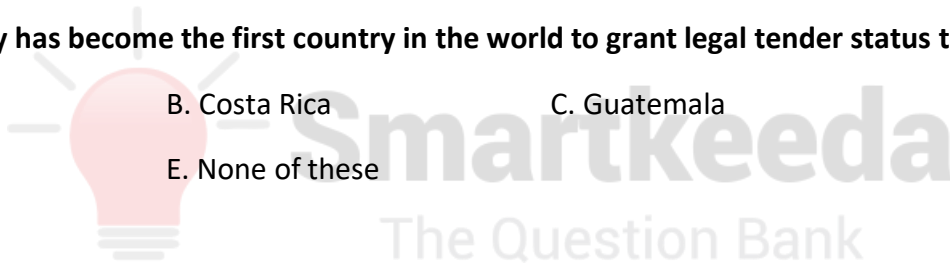 y has become the first country in the world to grant legal tender status t
B. Costa Rica C. Guatemala
E. None of these
Smartkeeda
The Question Bank